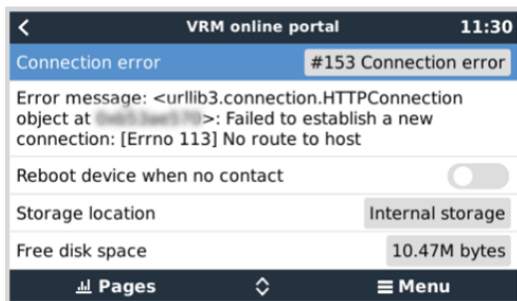 VRM online portal 11:30
Connection error #153 Connection error
Error message: <urllib3.connection.HTTPConnection
object at >: Failed to establish a new
connection: [Errno 113] No route to host
Reboot device when no contact
Storage location Internal storage
Free disk space 10.47M bytes
Pages Menu